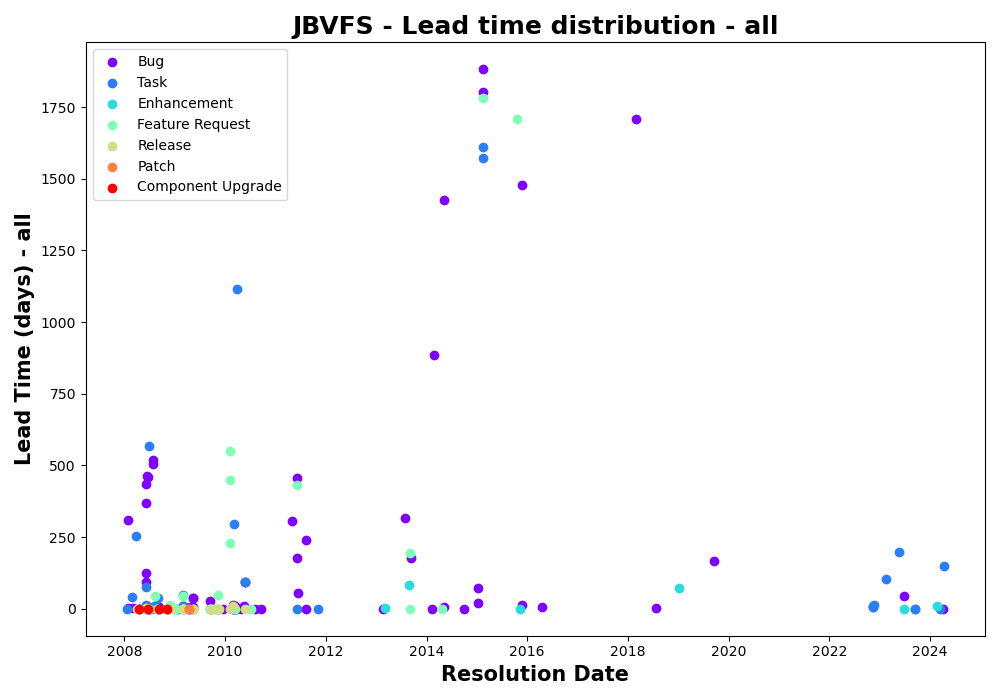 JBVFS - Lead time distribution - all
Bug
Task
Enhancement
Feature Request
Release
Patch
Component Upgrade
Lead Time (days) - all
1750
1500
1250
1000
750
500
250
0
2008 2010 2012 2014 2016 2018 2020 2022 2024
Resolution Date